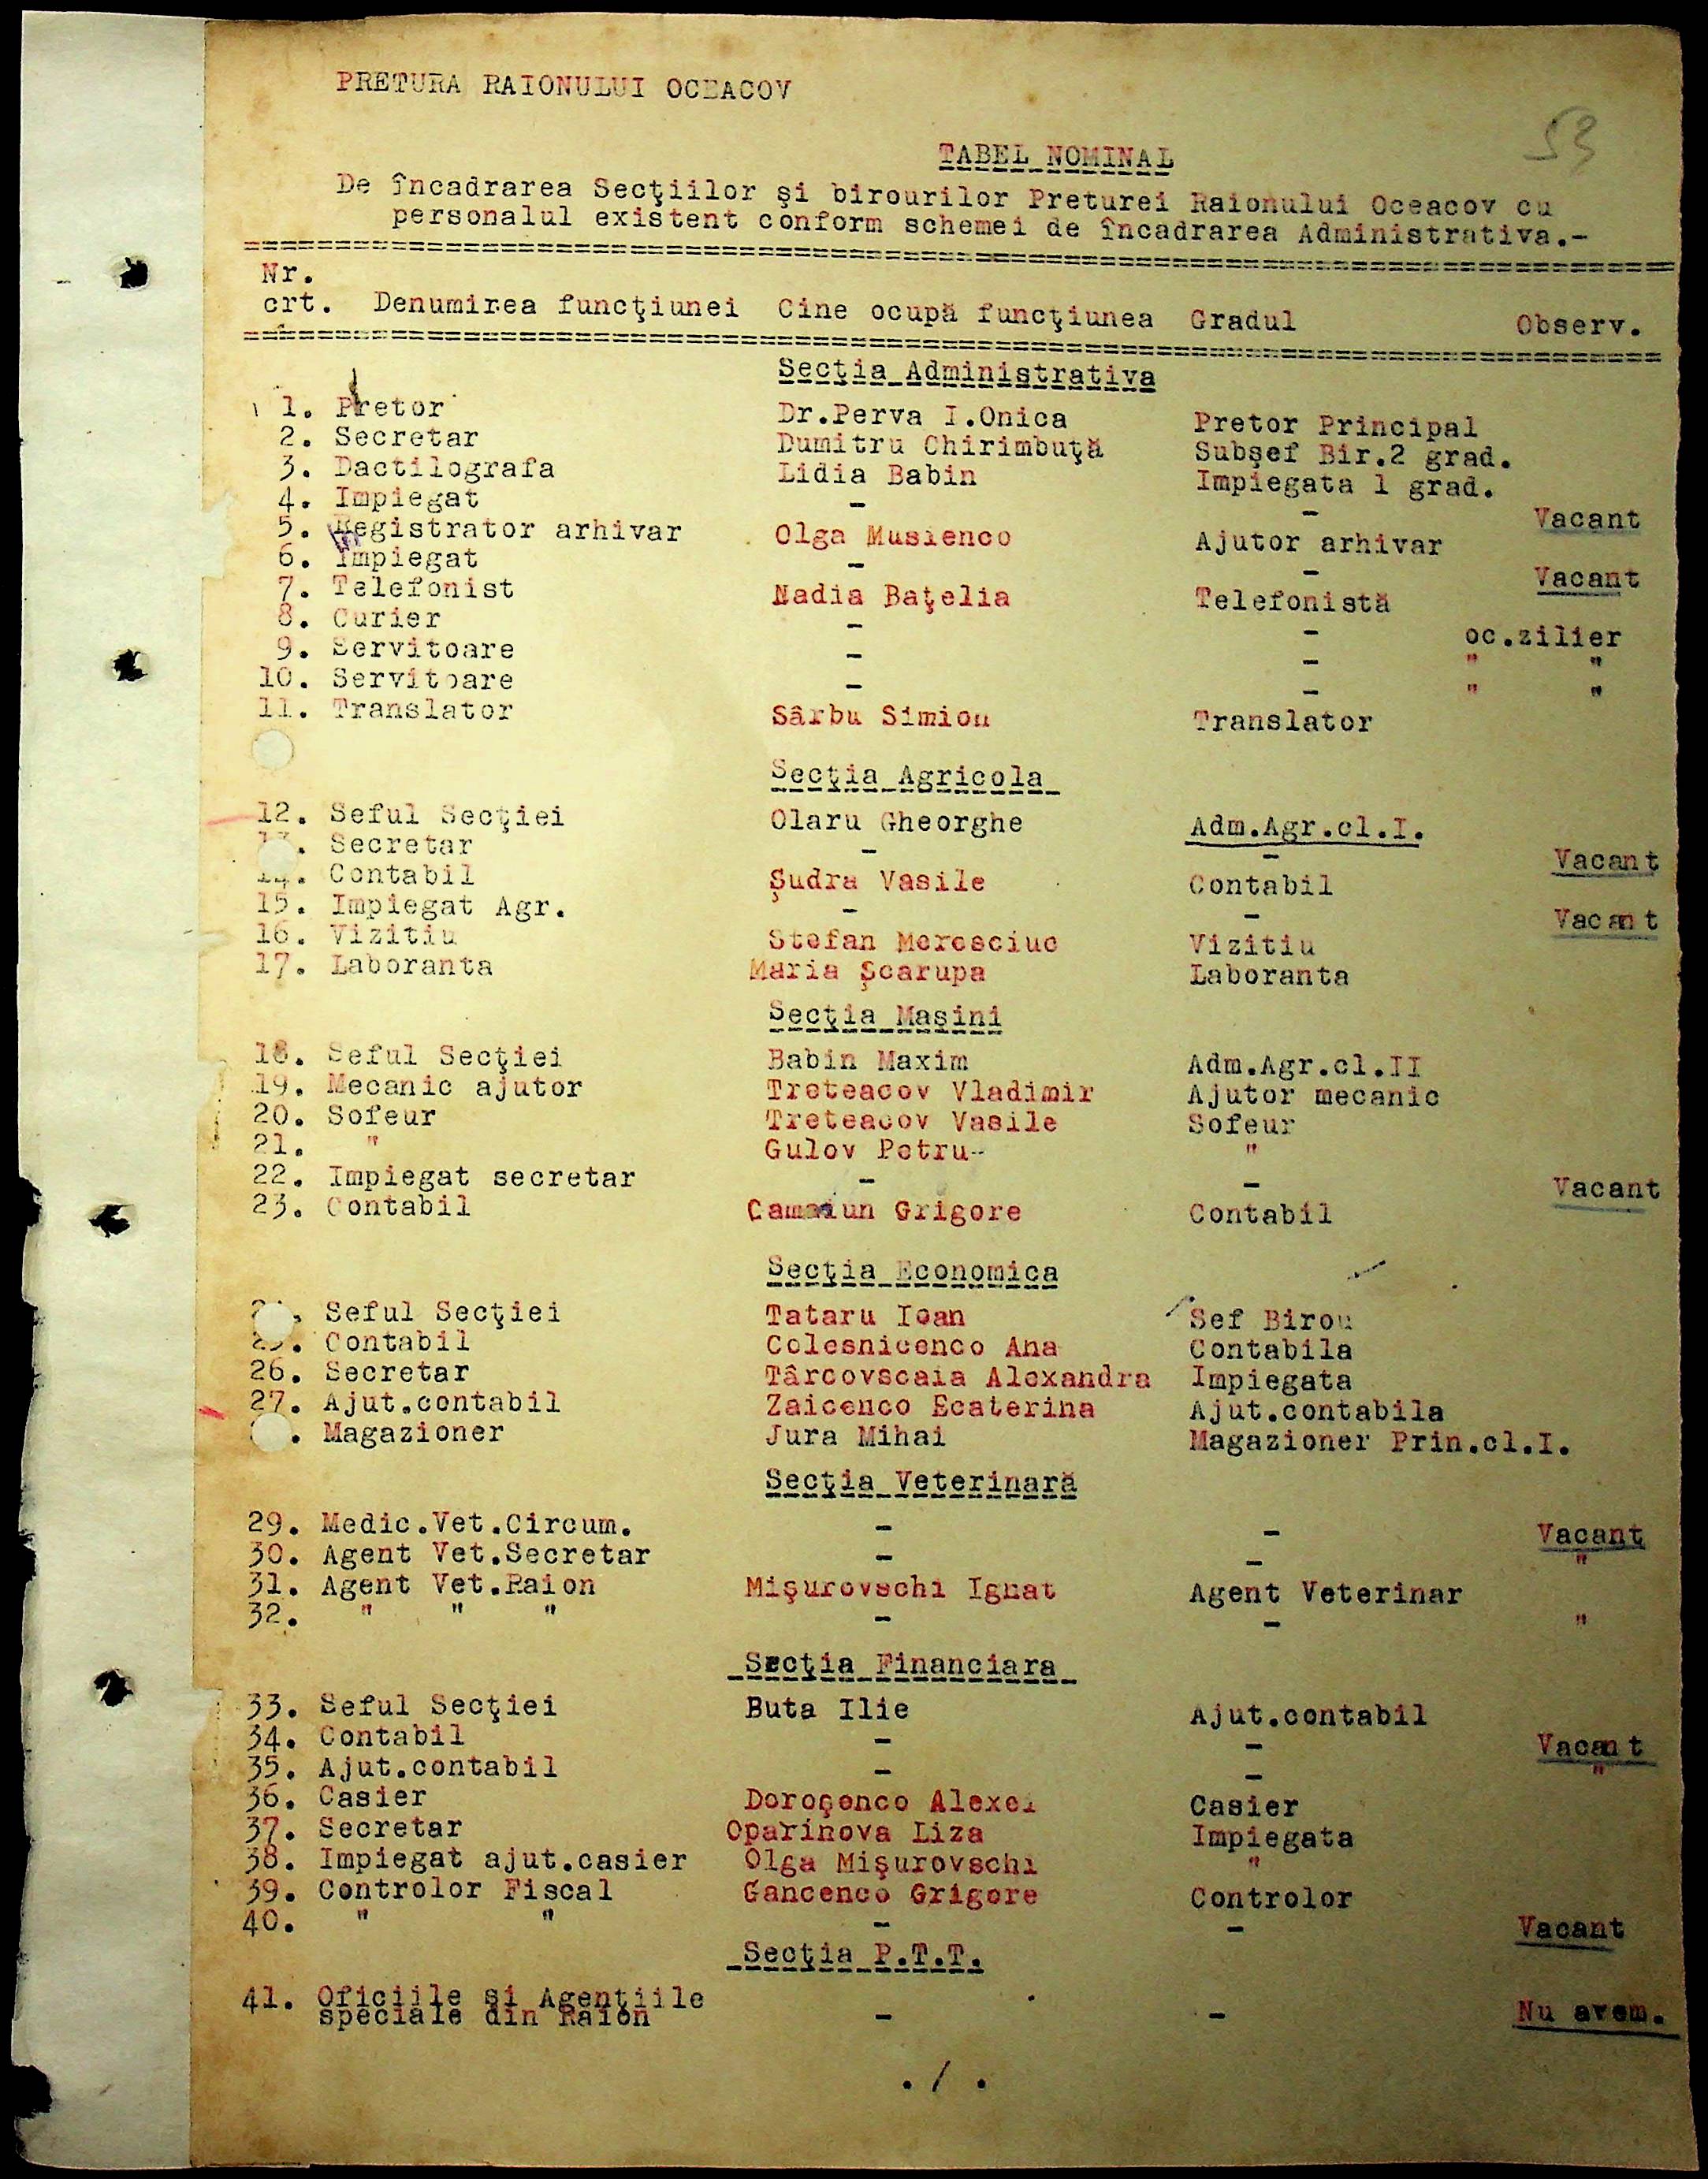 PRETURA RAIONULUI OCEACOV
53
TABEL NOMINAL
De încadrarea Secţiilor şi birourilor Preturei Raionului Oceacov cu
personalul existent conform schemei de încadrarea Administrativa.-
Nr.
crt. Denumirea funcţiunei Cine ocupă funcţiunea Gradul Observ.
Secţia Administrativa
1. Pretor Dr.Perva I.Onica Pretor Principal
2. Secretar Dumitru Chirimbuţă Subşef Bir.2 grad.
3. Dactilografa Lidia Babin Impiegata 1 grad.
4. Impiegat - - Vacant
5. Registrator arhivar Olga Musienco Ajutor arhivar
6. Impiegat - - Vacant
7. Telefonist Nadia Baţelia Telefonistă
8. Curier - - oc.zilier
9. Servitoare - - " "
10. Servitoare - - " "
11. Translator Sârbu Simion Translator
Secţia Agricola
12. Seful Secţiei Olaru Gheorghe Adm.Agr.cl.I.
13. Secretar - - Vacant
14. Contabil Şudra Vasile Contabil
15. Impiegat Agr. - - Vacant
16. Vizitiu Stefan Merosciuc Vizitiu
17. Laboranta Maria Şcarupa Laboranta
Secţia Maşini
18. Seful Secţiei Babin Maxim Adm.Agr.cl.II
19. Mecanic ajutor Treteacov Vladimir Ajutor mecanic
20. Sofeur Treteacov Vasile Sofeur
21. " Gulov Petru- "
22. Impiegat secretar - - Vacant
23. Contabil Grigore Contabil
Secţia Economica
. Seful Secţiei Tataru Ioan Sef Birou
25. Contabil Colesnicenco Ana Contabila
26. Secretar Târcovscaia Alexandra Impiegata
27. Ajut.contabil Zaicenco Ecaterina Ajut.contabila
. Magazioner Jura Mihai Magazioner Prin.cl.I.
Secţia Veterinară
29. Medic.Vet.Circum. - - Vacant
30. Agent Vet.Secretar - - "
31. Agent Vet.Raion Mişurovschi Ignat Agent Veterinar
32. " " " - - "
Secţia Financiara
33. Seful Secţiei Buta Ilie Ajut.contabil
34. Contabil - - Vacant
35. Ajut.contabil - - "
36. Casier Doroşenco Alexei Casier
37. Secretar Oparinova Liza Impiegata
38. Impiegat ajut.casier Olga Mişurovschi "
39. Controlor Fiscal Gancenco Grigore Controlor
40. " " - - Vacant
Secţia P.T.T.
41. Oficiile si Agenţiile
speciale din Raion - - Nu avem.
./.